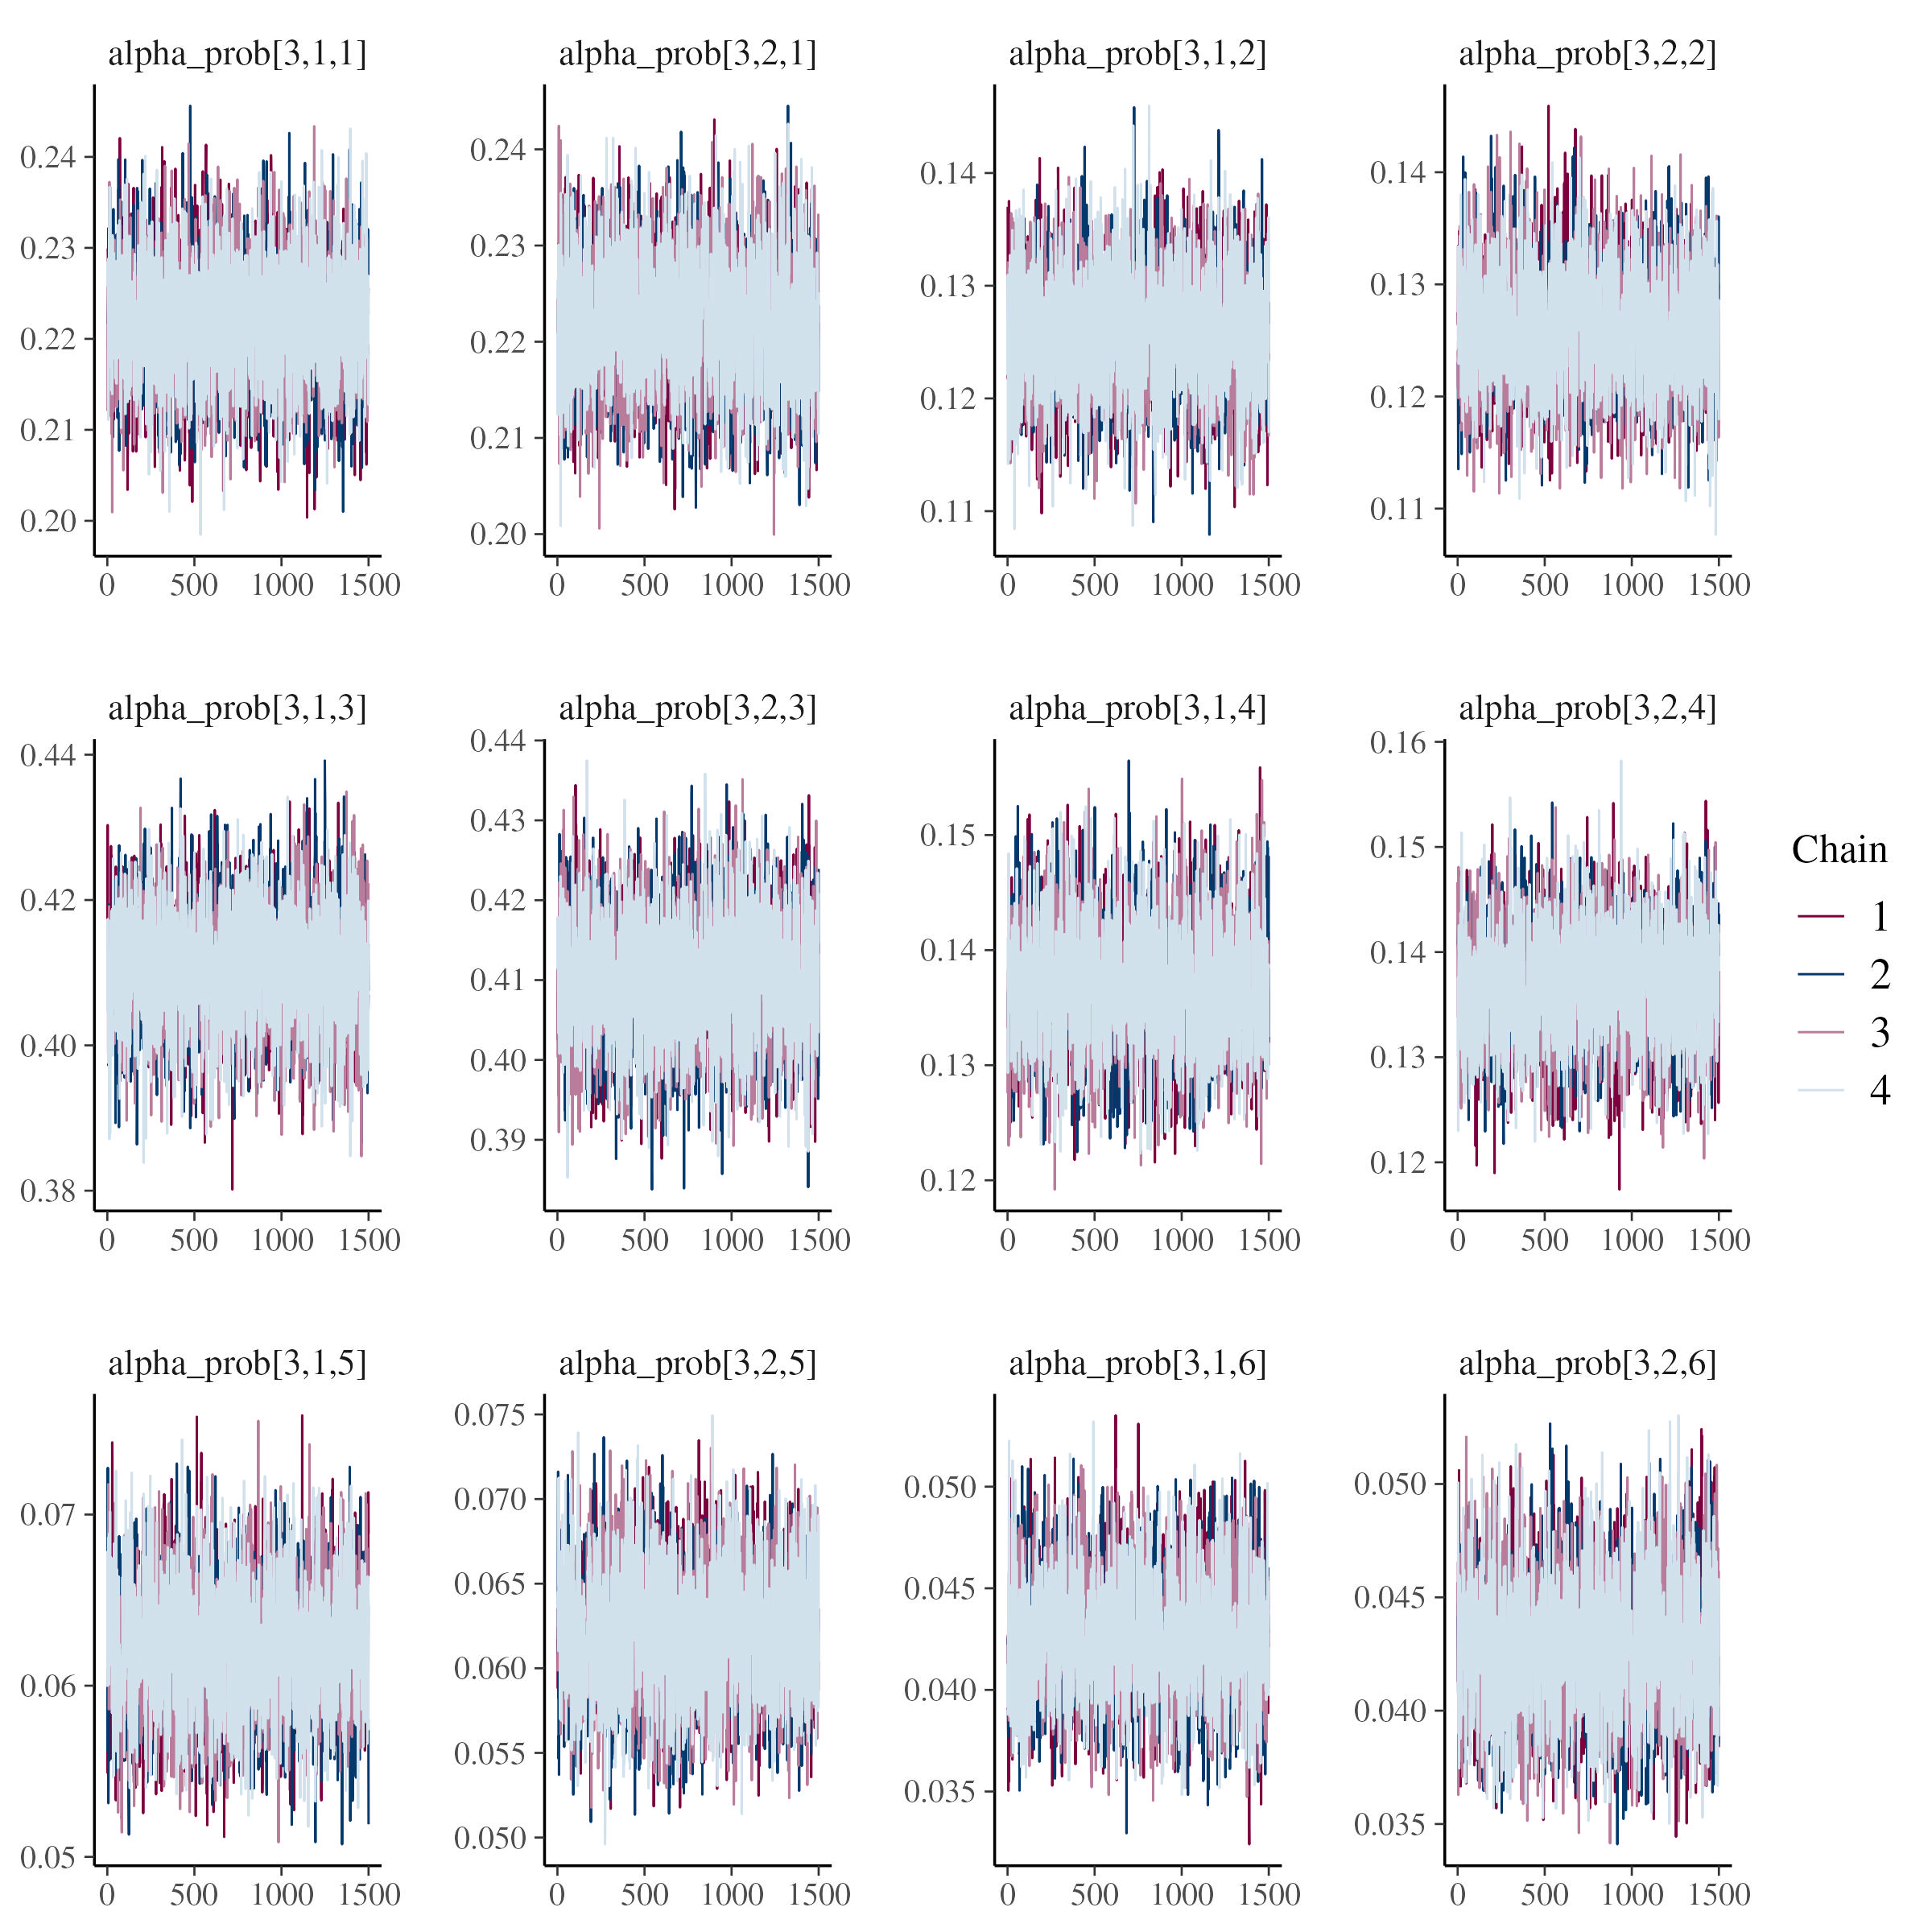 alpha_prob[3,1,1] alpha_prob[3,2,1] alpha_prob[3,1,2] alpha_prob[3,2,2]
0.24 0.24 0.14 0.14
0.23 0.23 0.13 0.13
0.22 0.22 0.12 0.12
0.21 0.21 0.11 0.11
0.20 0.20
0 500 1000 1500 0 500 1000 1500 0 500 1000 1500 0 500 1000 1500
alpha_prob[3,1,3] alpha_prob[3,2,3] alpha_prob[3,1,4] alpha_prob[3,2,4]
0.44 0.44 0.15 0.16
0.42 0.43 0.14 0.15
0.40 0.42 0.13 0.14
0.38 0.41 0.12 0.13
0.40 0.12
0.39
0 500 1000 1500 0 500 1000 1500 0 500 1000 1500 0 500 1000 1500
Chain
1
2
3
4
alpha_prob[3,1,5] alpha_prob[3,2,5] alpha_prob[3,1,6] alpha_prob[3,2,6]
0.07 0.075 0.050 0.050
0.06 0.070 0.045 0.045
0.05 0.065 0.040 0.040
0.060 0.035 0.035
0.055
0.050
0 500 1000 1500 0 500 1000 1500 0 500 1000 1500 0 500 1000 1500